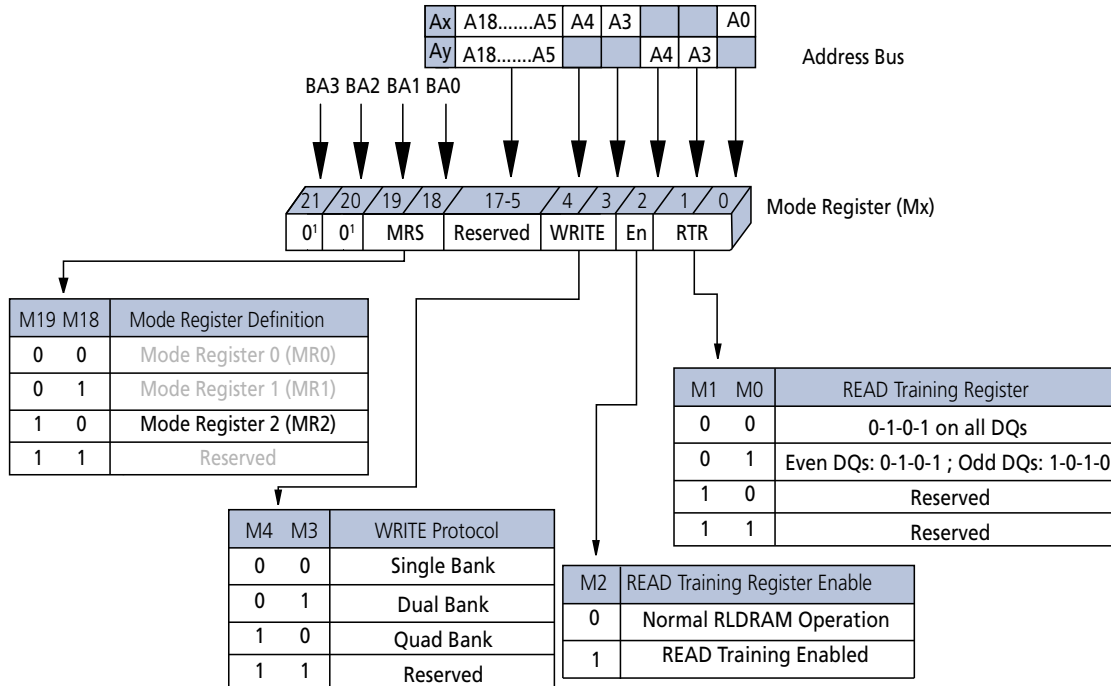 Ax A18.......A5 A4 A3 A0
Ay A18.......A5 A4 A3
Address Bus
BA3 BA2 BA1 BA0
21 20 19 18 17-5 4 3 2 1 0
Mode Register (Mx)
0¹ 0¹ MRS Reserved WRITE En RTR
M19 M18 Mode Register Definition
0 0 Mode Register 0 (MR0)
0 1 Mode Register 1 (MR1)
1 0 Mode Register 2 (MR2)
1 1 Reserved
M1 M0 READ Training Register
0 0 0-1-0-1 on all DQs
0 1 Even DQs: 0-1-0-1 ; Odd DQs: 1-0-1-0
1 0 Reserved
1 1 Reserved
M4 M3 WRITE Protocol
0 0 Single Bank
0 1 Dual Bank
1 0 Quad Bank
1 1 Reserved
M2 READ Training Register Enable
0 Normal RLDRAM Operation
1 READ Training Enabled